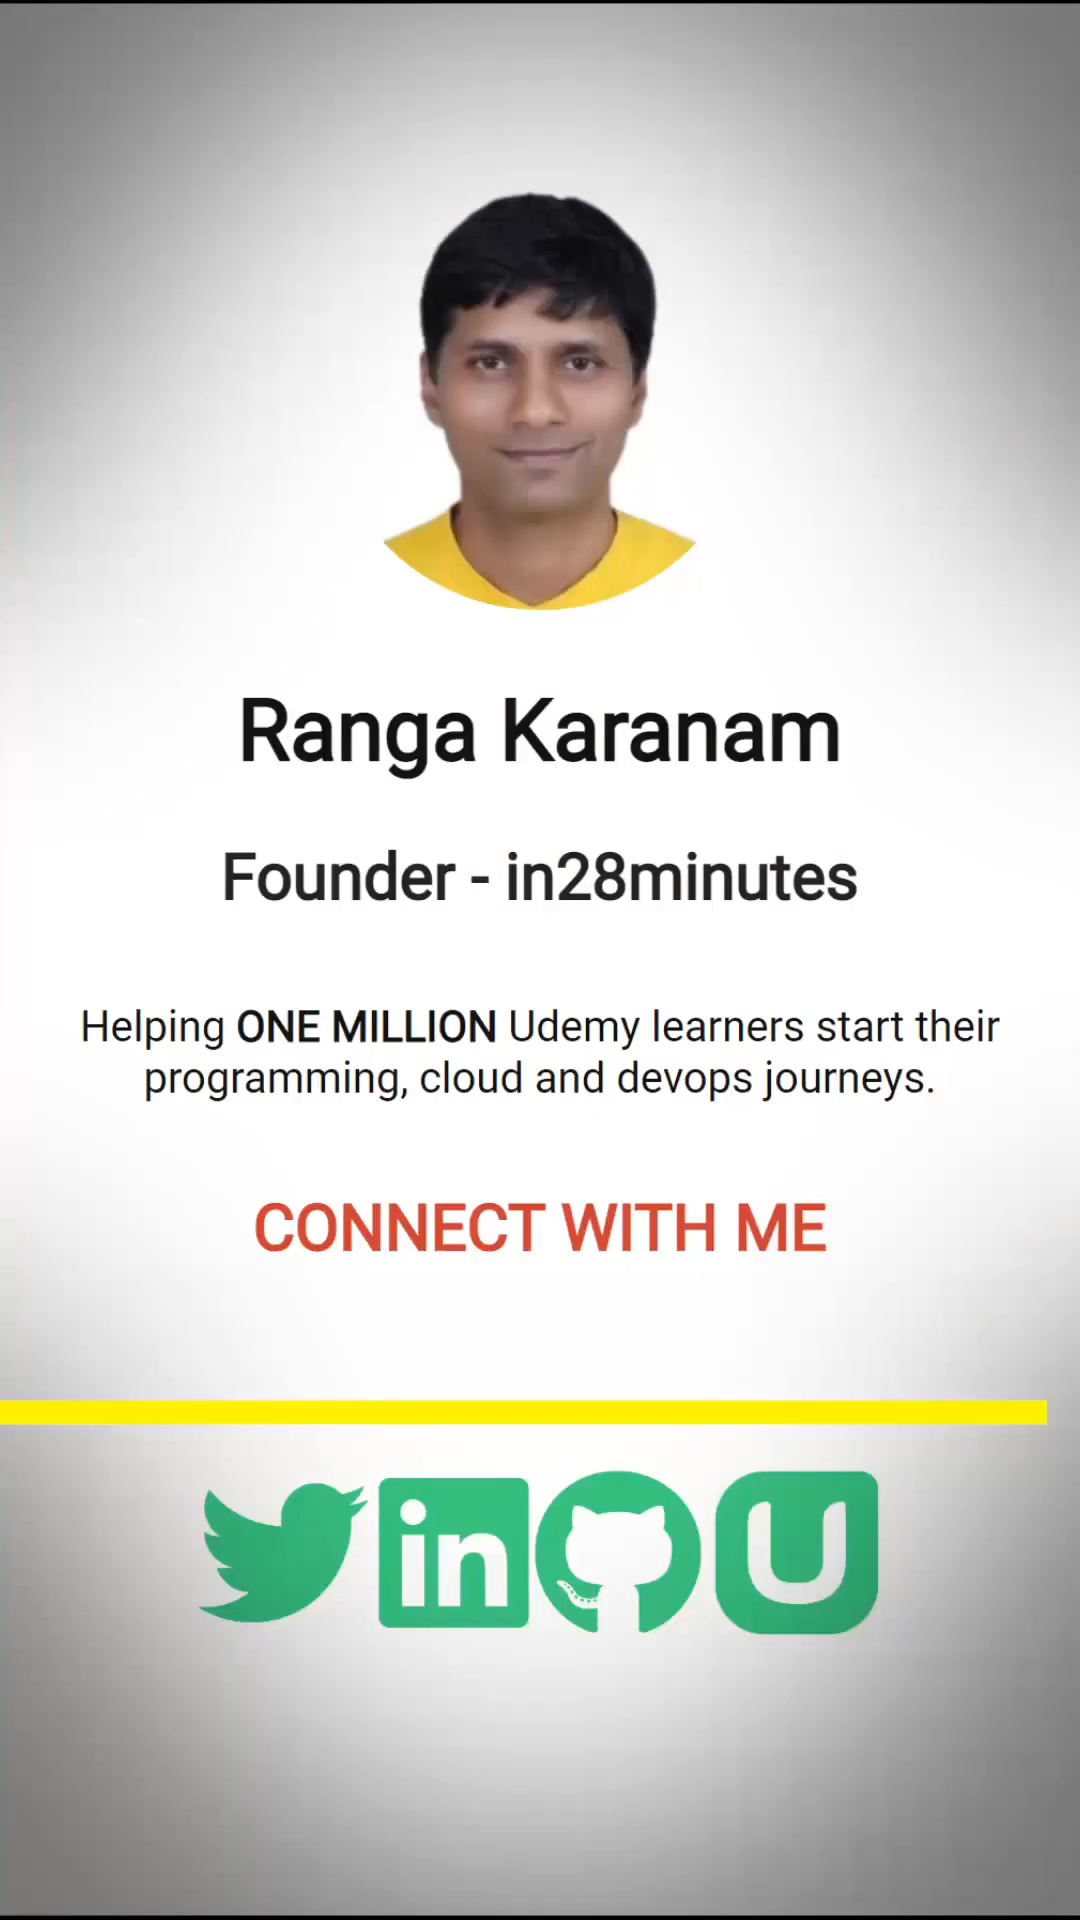 Ranga Karanam
Founder - in28minutes
Helping ONE MILLION Udemy learners start their
programming, cloud and devops journeys.
CONNECT WITH ME
in
U